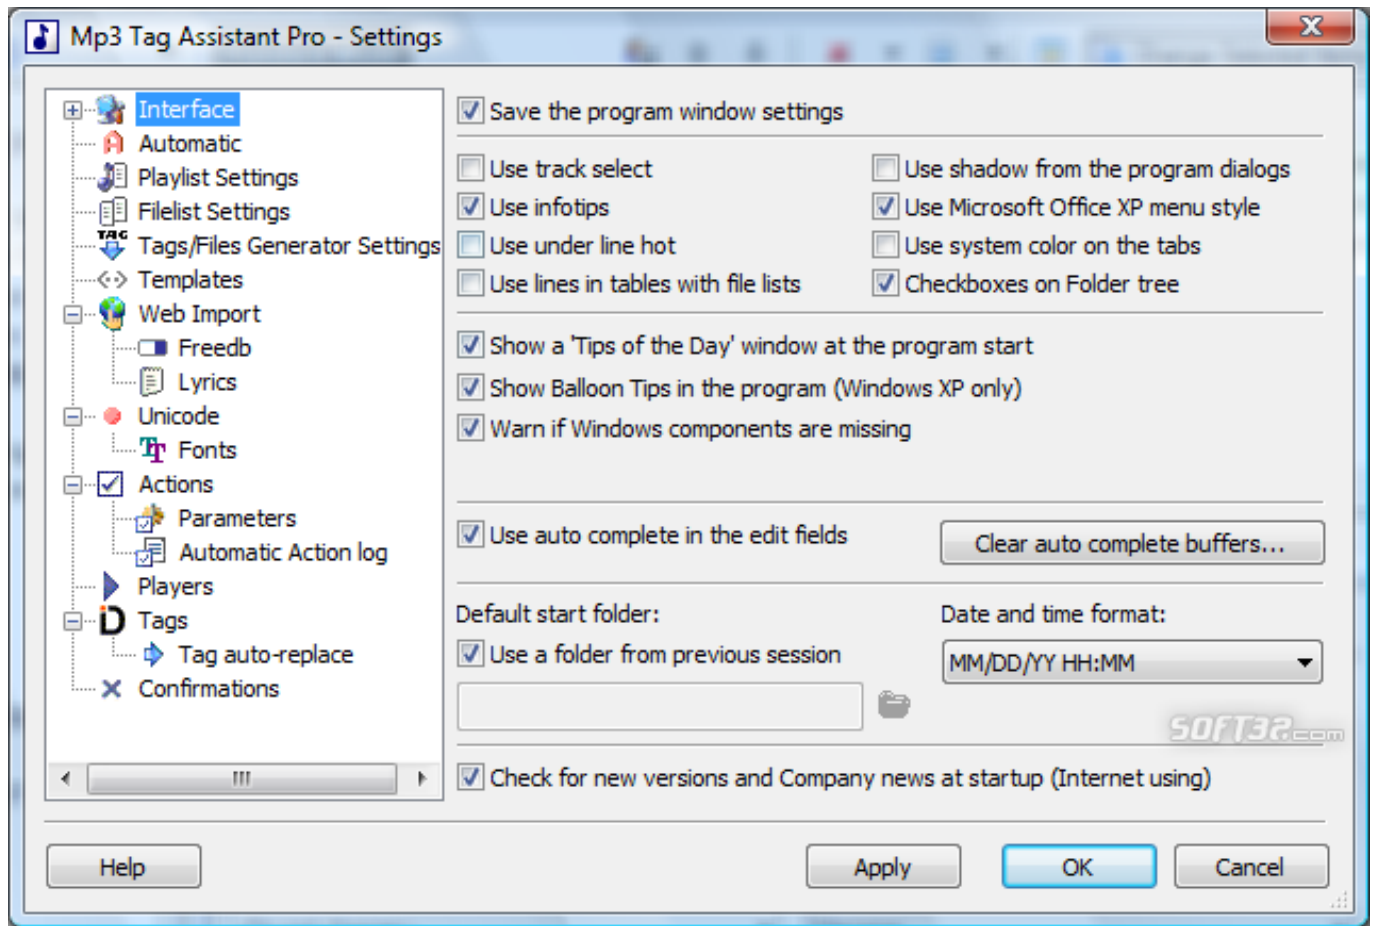 Mp3 Tag Assistant Pro - Settings
Interface
Automatic
Playlist Settings
Filelist Settings
TAG
Tags/Files Generator Settings
Templates
Web Import
Freedb
Lyrics
Unicode
Fonts
Actions
Parameters
Automatic Action log
Players
Tags
Tag auto-replace
Confirmations
Save the program window settings
Use track select
Use infotips
Use under line hot
Use lines in tables with file lists
Use shadow from the program dialogs
Use Microsoft Office XP menu style
Use system color on the tabs
Checkboxes on Folder tree
Show a 'Tips of the Day' window at the program start
Show Balloon Tips in the program (Windows XP only)
Warn if Windows components are missing
Use auto complete in the edit fields
Clear auto complete buffers...
Default start folder:
Use a folder from previous session
Date and time format:
MM/DD/YY HH:MM
SOFT32.com
Check for new versions and Company news at startup (Internet using)
Help
Apply
OK
Cancel